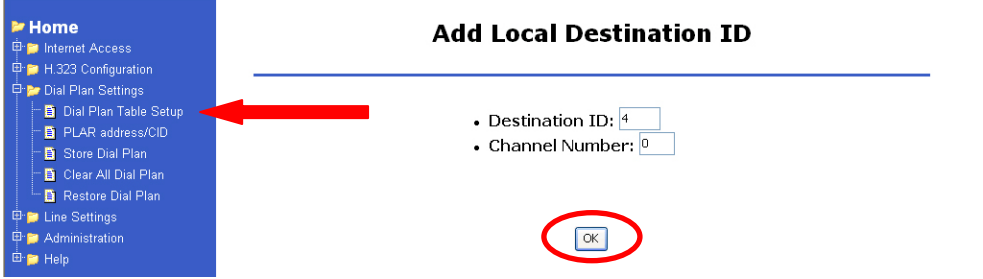 Home
Internet Access
H.323 Configuration
Dial Plan Settings
Dial Plan Table Setup
PLAR address/CID
Store Dial Plan
Clear All Dial Plan
Restore Dial Plan
Line Settings
Administration
Help
Add Local Destination ID
• Destination ID: 4
• Channel Number: 0
OK